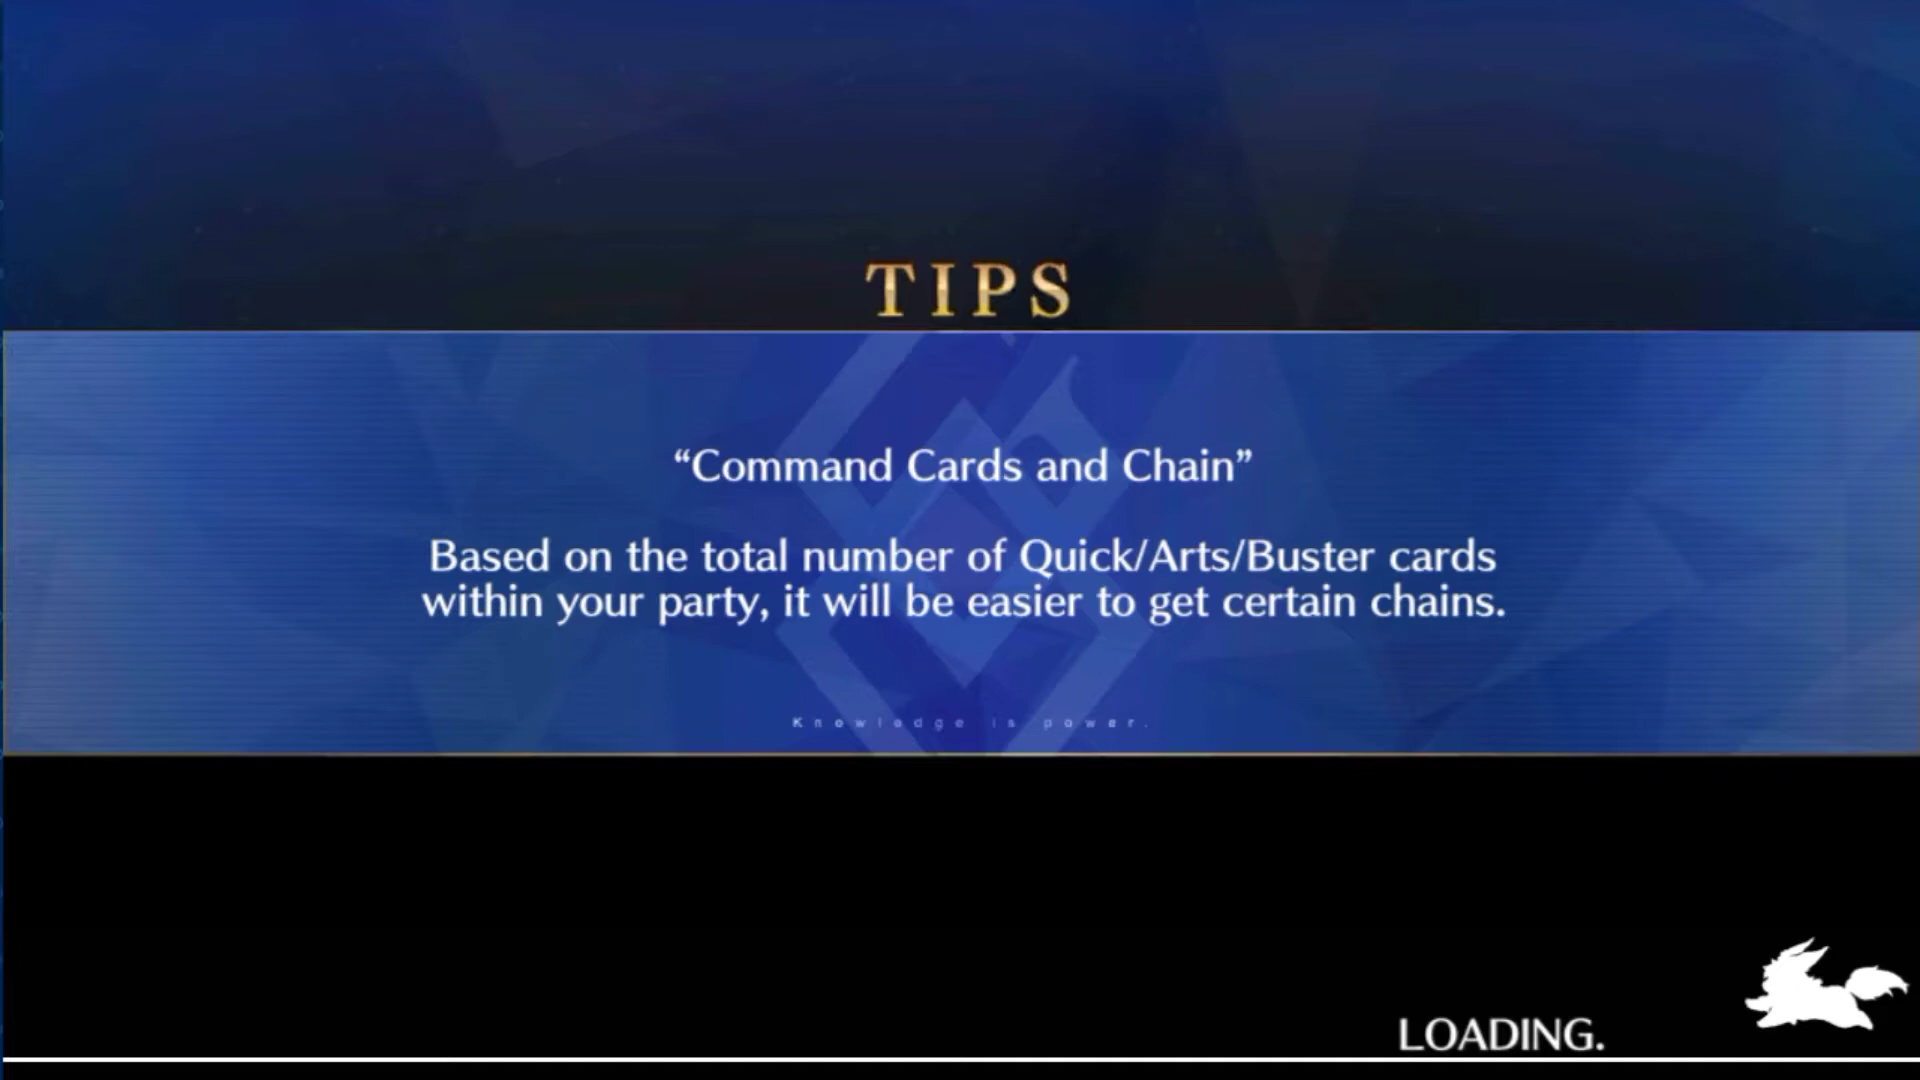 TIPS
“Command Cards and Chain”
Based on the total number of Quick/Arts/Buster cards
within your party, it will be easier to get certain chains.
Knowledge is power.
LOADING.